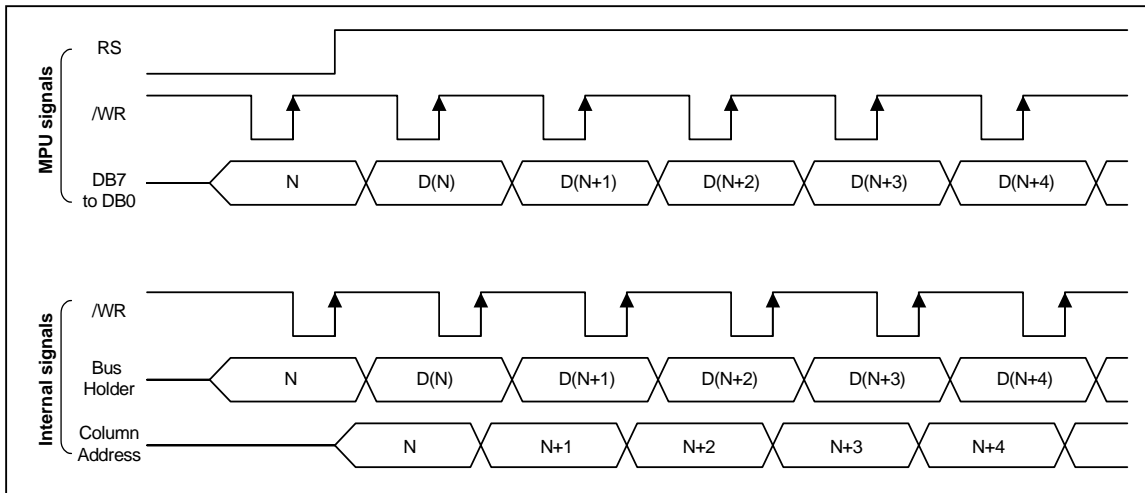 MPU signals
RS
/WR
DB7
to DB0
N
D(N)
D(N+1)
D(N+2)
D(N+3)
D(N+4)
Internal signals
/WR
Bus
Holder
N
D(N)
D(N+1)
D(N+2)
D(N+3)
D(N+4)
Column
Address
N
N+1
N+2
N+3
N+4